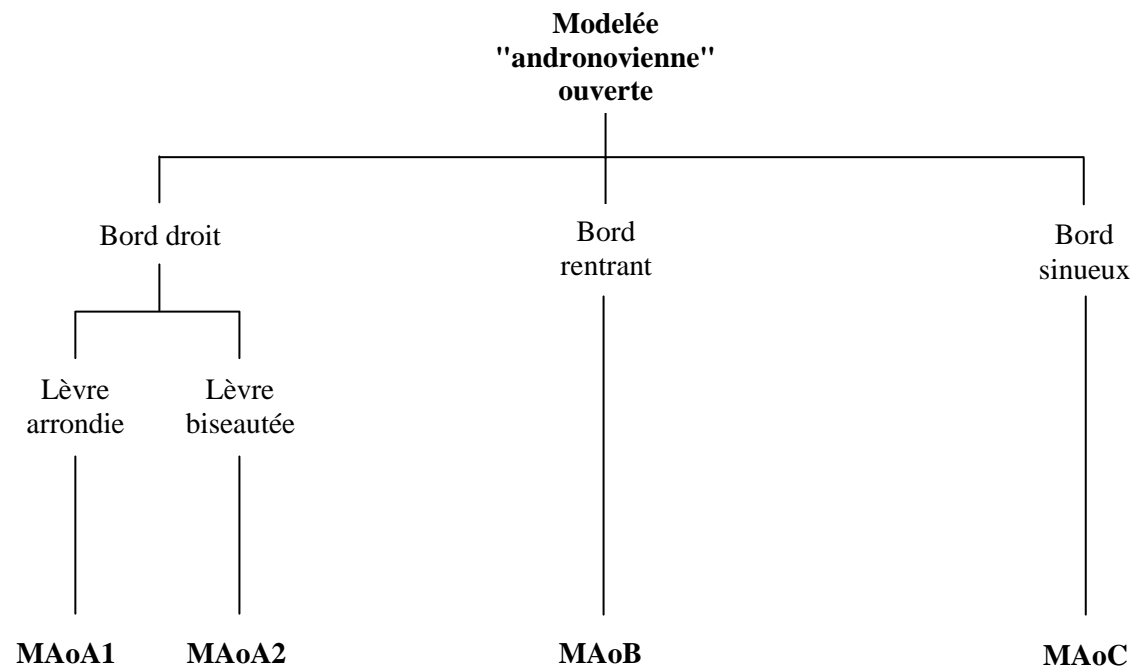 Modelée
"andronovienne"
ouverte
Bord droit
Bord
rentrant
Bord
sinueux
Lèvre
arrondie
Lèvre
biseautée
MAoA1
MAoA2
MAoB
MAoC